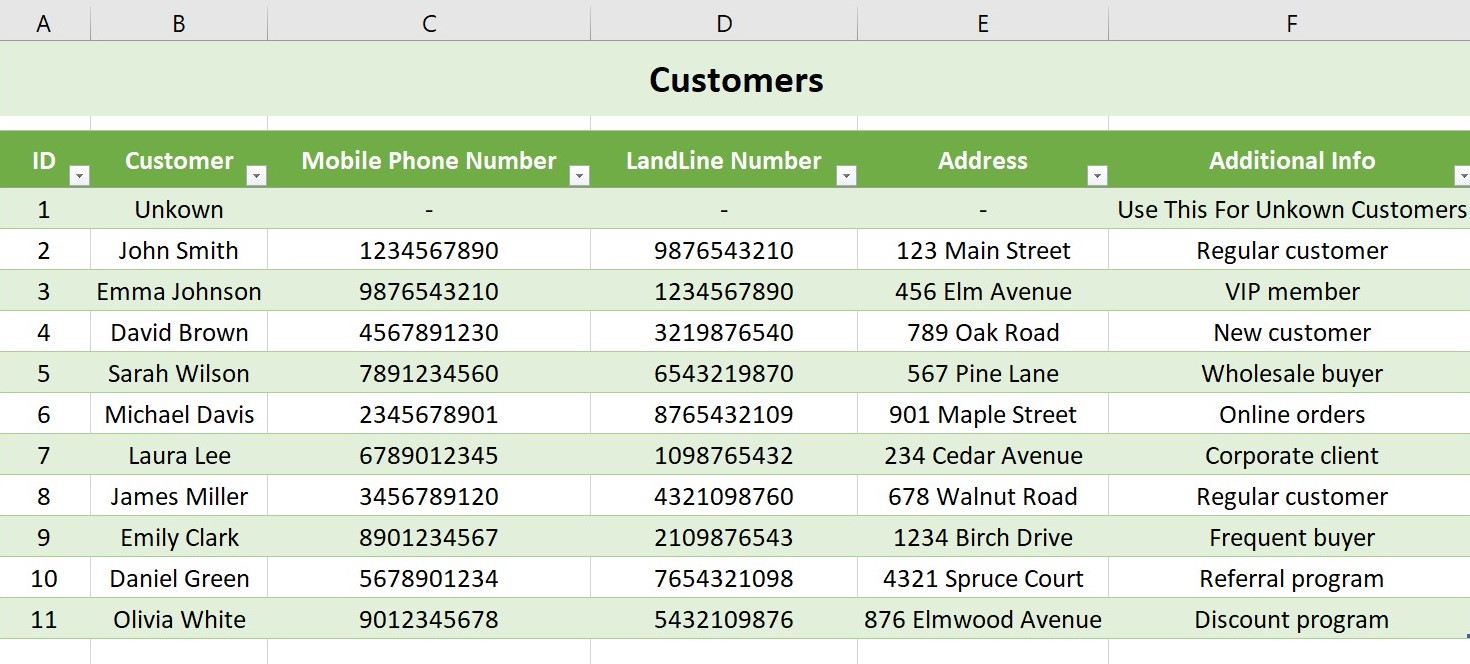 A B C D E F
Customers
ID Customer Mobile Phone Number LandLine Number Address Additional Info
1 Unkown - - - Use This For Unkown Customers
2 John Smith 1234567890 9876543210 123 Main Street Regular customer
3 Emma Johnson 9876543210 1234567890 456 Elm Avenue VIP member
4 David Brown 4567891230 3219876540 789 Oak Road New customer
5 Sarah Wilson 7891234560 6543219870 567 Pine Lane Wholesale buyer
6 Michael Davis 2345678901 8765432109 901 Maple Street Online orders
7 Laura Lee 6789012345 1098765432 234 Cedar Avenue Corporate client
8 James Miller 3456789120 4321098760 678 Walnut Road Regular customer
9 Emily Clark 8901234567 2109876543 1234 Birch Drive Frequent buyer
10 Daniel Green 5678901234 7654321098 4321 Spruce Court Referral program
11 Olivia White 9012345678 5432109876 876 Elmwood Avenue Discount program